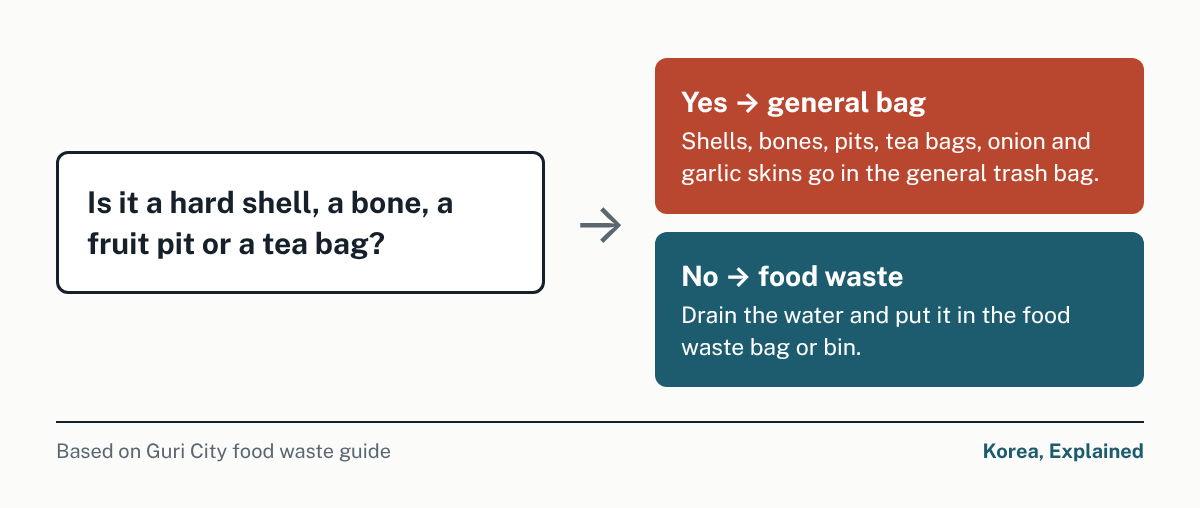 Is it a hard shell, a bone, a
fruit pit or a tea bag?
→
Yes → general bag
Shells, bones, pits, tea bags, onion and
garlic skins go in the general trash bag.
No → food waste
Drain the water and put it in the food
waste bag or bin.
Based on Guri City food waste guide
Korea, Explained